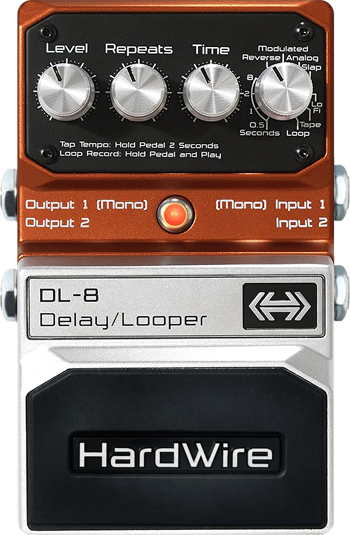 Level Repeats Time
Modulated
Reverse Analog
Slap
8
2
Lo
Fi
1
Tape
0.5
Seconds Loop
Tap Tempo: Hold Pedal 2 Seconds
Loop Record: Hold Pedal and Play
Output 1 (Mono) (Mono) Input 1
Output 2 Input 2
DL-8
Delay/Looper
HardWire